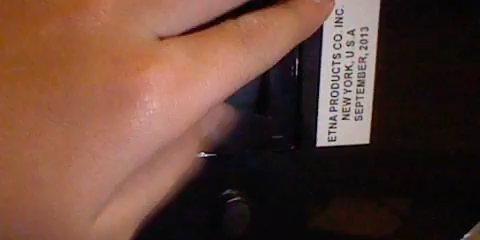 ETNA PRODUCTS CO. INC.
NEW YORK, U S A
SEPTEMBER, 2013